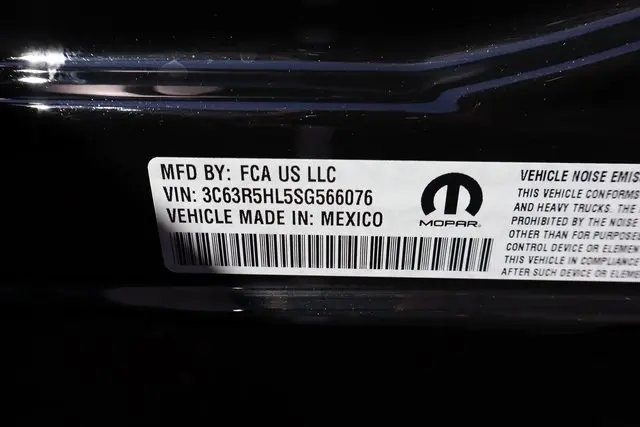 MFD BY: FCA US LLC
VIN: 3C63R5HL5SG566076
VEHICLE MADE IN: MEXICO
MOPAR
VEHICLE NOISE EMIS
THIS VEHICLE CONFORMS
AND HEAVY TRUCKS. THE
PROHIBITED BY THE NOISE
OTHER THAN FOR PURPOSE
CONTROL DEVICE OR ELEMEN
THIS VEHICLE IN COMPLIANCE
AFTER SUCH DEVICE OR ELEME